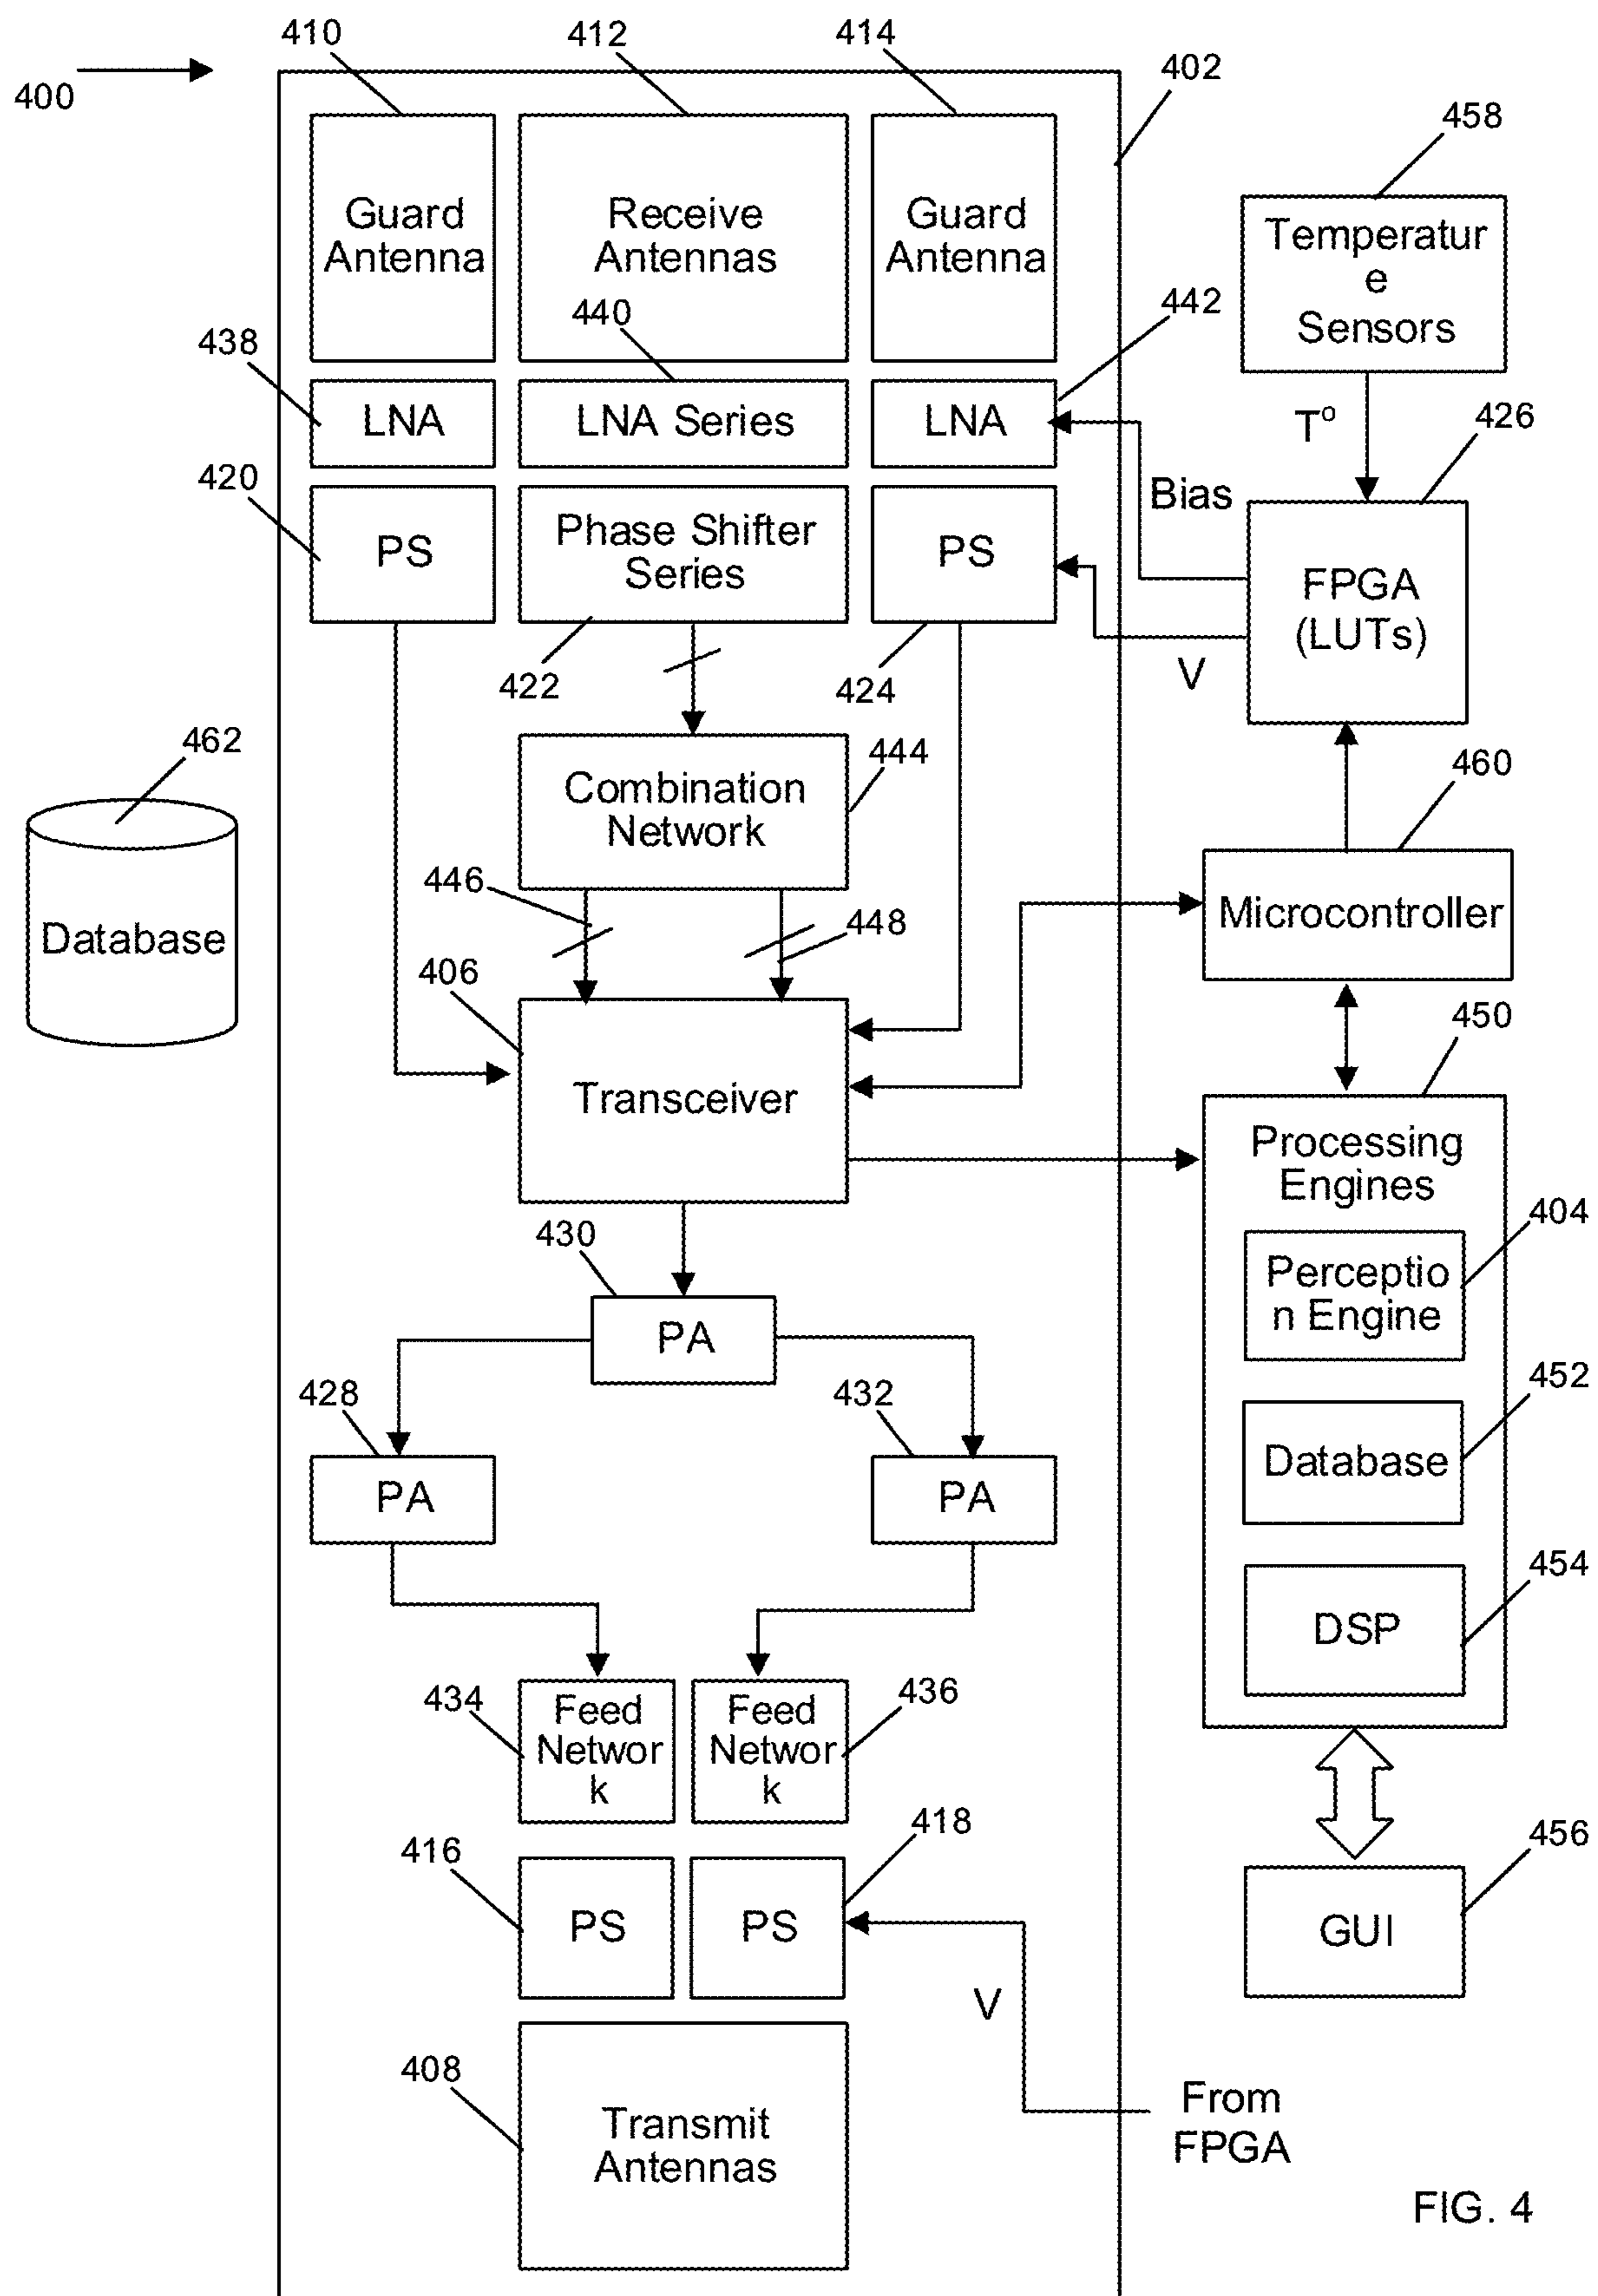 400
410
412
414
402
Guard
Antenna
Receive
Antennas
Guard
Antenna
458
Temperatur
e
Sensors
438
440
442
LNA
LNA Series
LNA
T°
426
420
PS
Phase Shifter
Series
PS
Bias
FPGA
(LUTs)
422
424
V
462
Database
Combination
Network
444
460
Microcontroller
446
448
406
Transceiver
450
Processing
Engines
404
Perceptio
n Engine
430
PA
428
432
PA
PA
452
Database
454
DSP
434
Feed
Networ
k
Feed
Networ
k
436
416
418
PS
PS
456
GUI
V
408
Transmit
Antennas
From
FPGA
FIG. 4